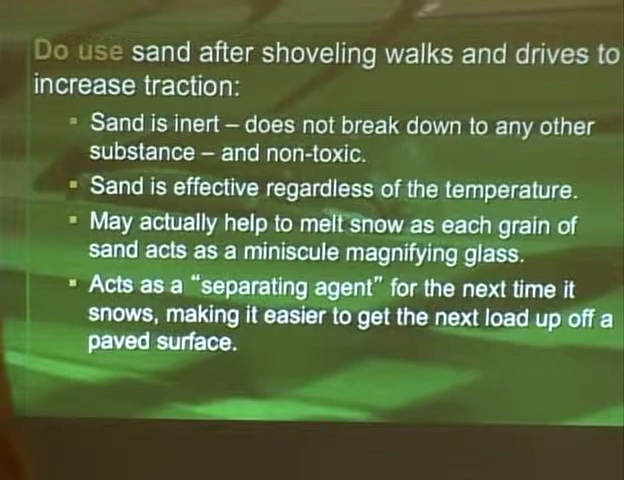 Do use sand after shoveling walks and drives to
increase traction:
▪ Sand is inert – does not break down to any other
substance – and non-toxic.
▪ Sand is effective regardless of the temperature.
▪ May actually help to melt snow as each grain of
sand acts as a miniscule magnifying glass.
▪ Acts as a “separating agent” for the next time it
snows, making it easier to get the next load up off a
paved surface.